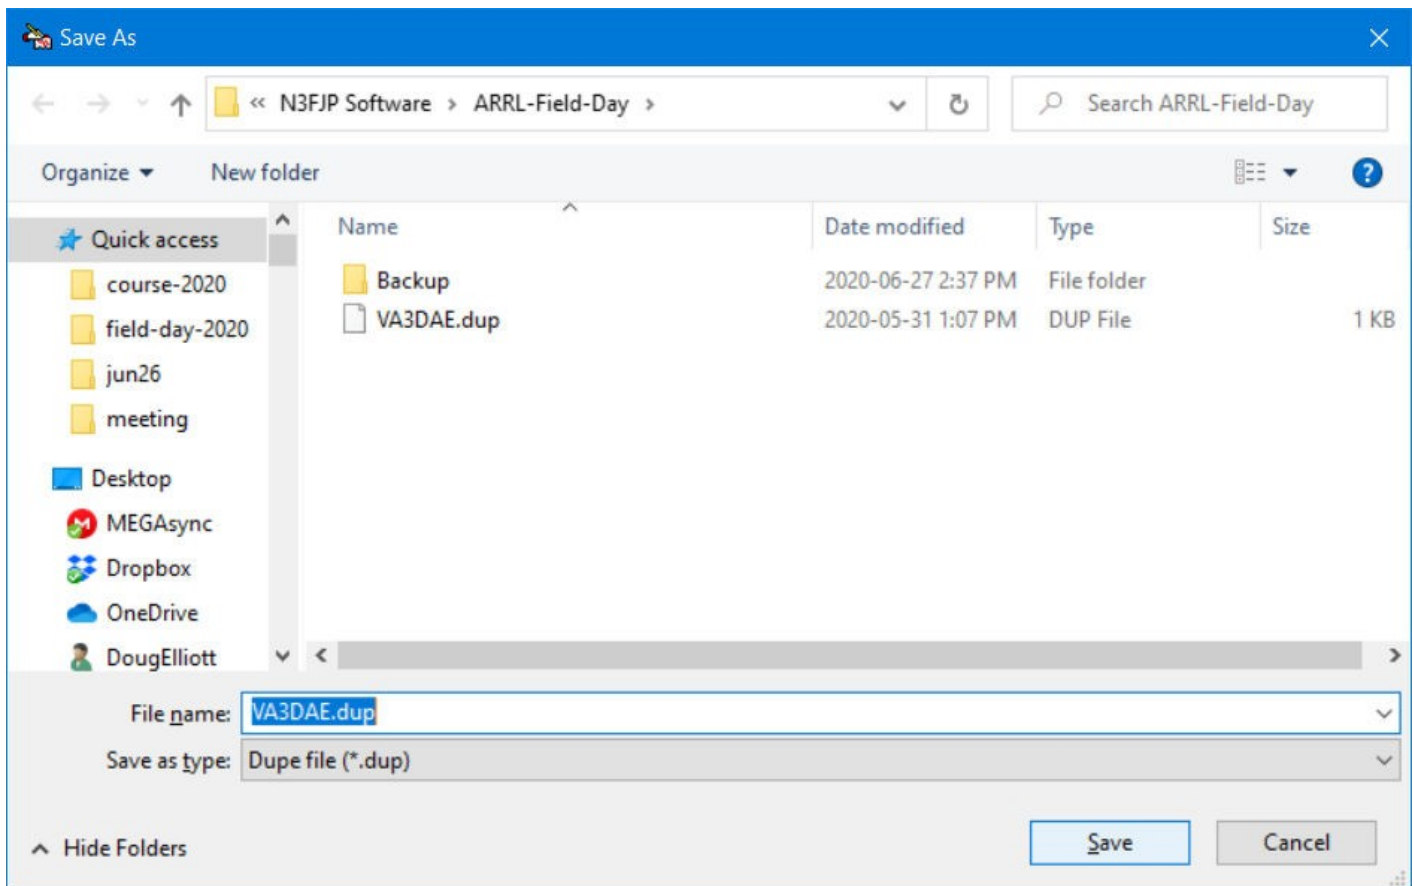 Save As
« N3FJP Software › ARRL-Field-Day › Search ARRL-Field-Day
Organize New folder
Quick access
course-2020
field-day-2020
jun26
meeting
Desktop
MEGAsync
Dropbox
OneDrive
DougElliott
Name Date modified Type Size
Backup 2020-06-27 2:37 PM File folder
VA3DAE.dup 2020-05-31 1:07 PM DUP File 1 KB
File name: VA3DAE.dup
Save as type: Dupe file (*.dup)
Hide Folders Save Cancel